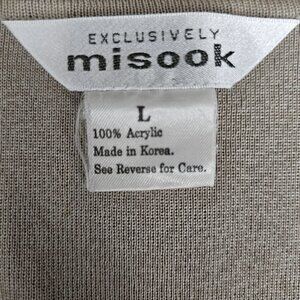 EXCLUSIVELY
misook
L
100% Acrylic
Made in Korea.
See Reverse for Care.